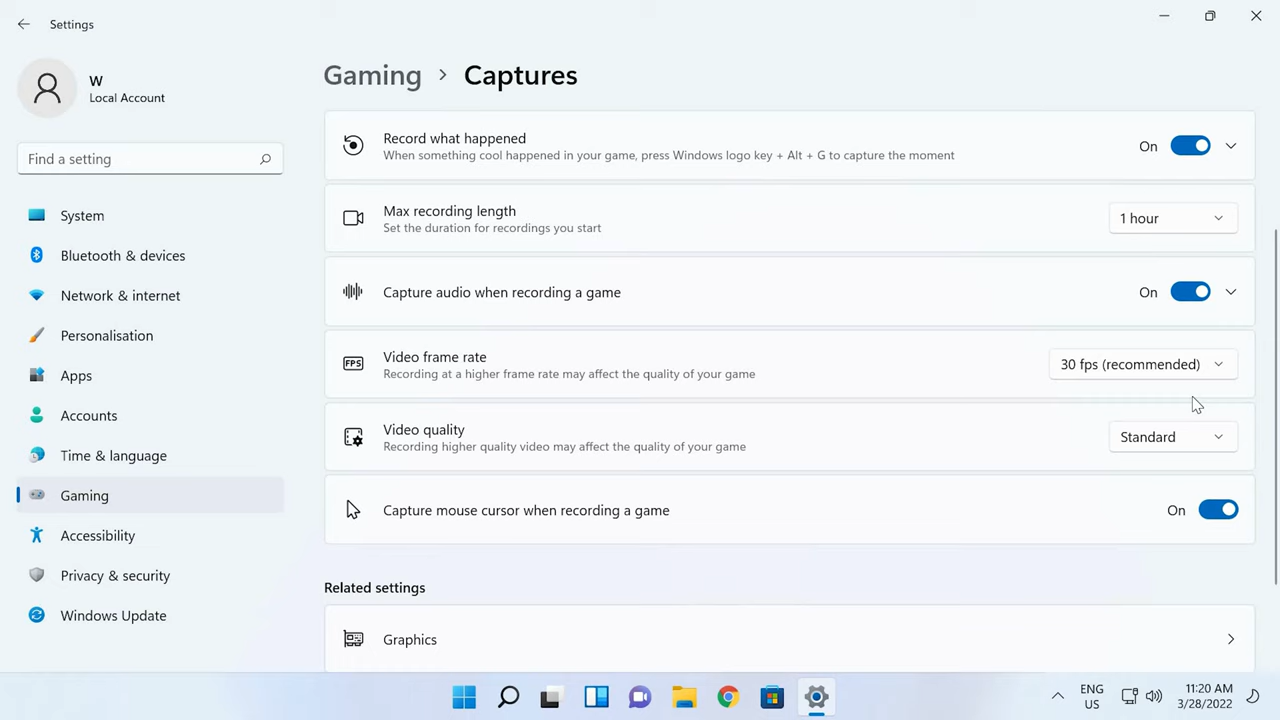 Settings
W
Local Account
Find a setting
System
Bluetooth & devices
Network & internet
Personalisation
Apps
Accounts
Time & language
Gaming
Accessibility
Privacy & security
Windows Update
Gaming > Captures
Record what happened
When something cool happened in your game, press Windows logo key + Alt + G to capture the moment
On
Max recording length
Set the duration for recordings you start
1 hour
Capture audio when recording a game
On
FPS
Video frame rate
Recording at a higher frame rate may affect the quality of your game
30 fps (recommended)
Video quality
Recording higher quality video may affect the quality of your game
Standard
Capture mouse cursor when recording a game
On
Related settings
Graphics
ENG
US
11:20 AM
3/28/2022